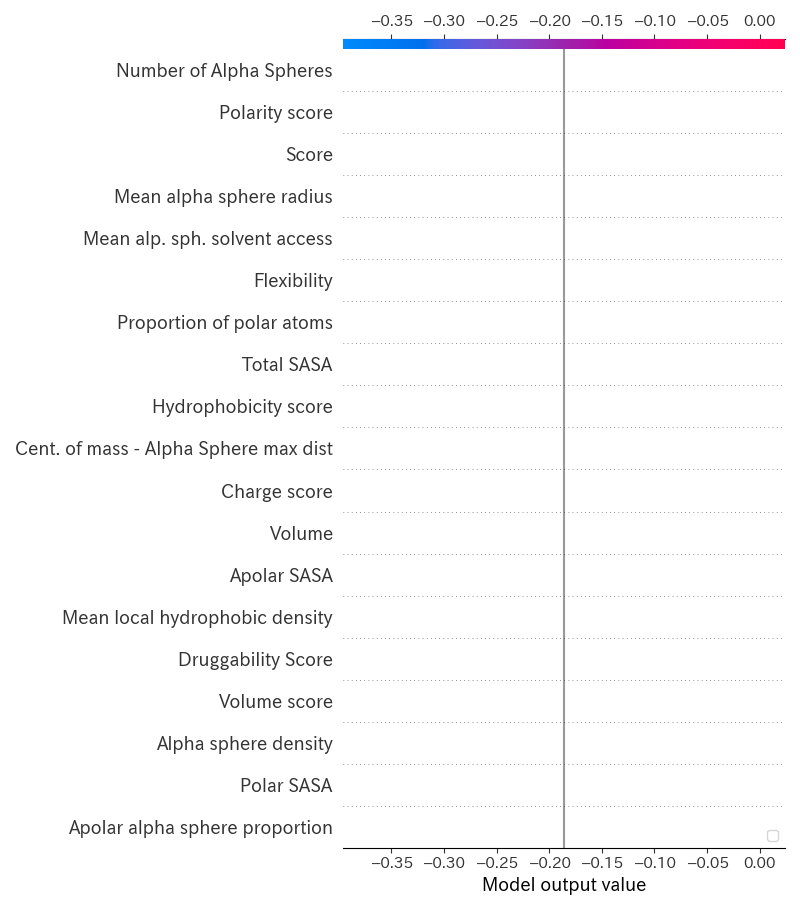 −0.35 −0.30 −0.25 −0.20 −0.15 −0.10 −0.05 0.00
Number of Alpha Spheres
Polarity score
Score
Mean alpha sphere radius
Mean alp. sph. solvent access
Flexibility
Proportion of polar atoms
Total SASA
Hydrophobicity score
Cent. of mass - Alpha Sphere max dist
Charge score
Volume
Apolar SASA
Mean local hydrophobic density
Druggability Score
Volume score
Alpha sphere density
Polar SASA
Apolar alpha sphere proportion
−0.35 −0.30 −0.25 −0.20 −0.15 −0.10 −0.05 0.00
Model output value